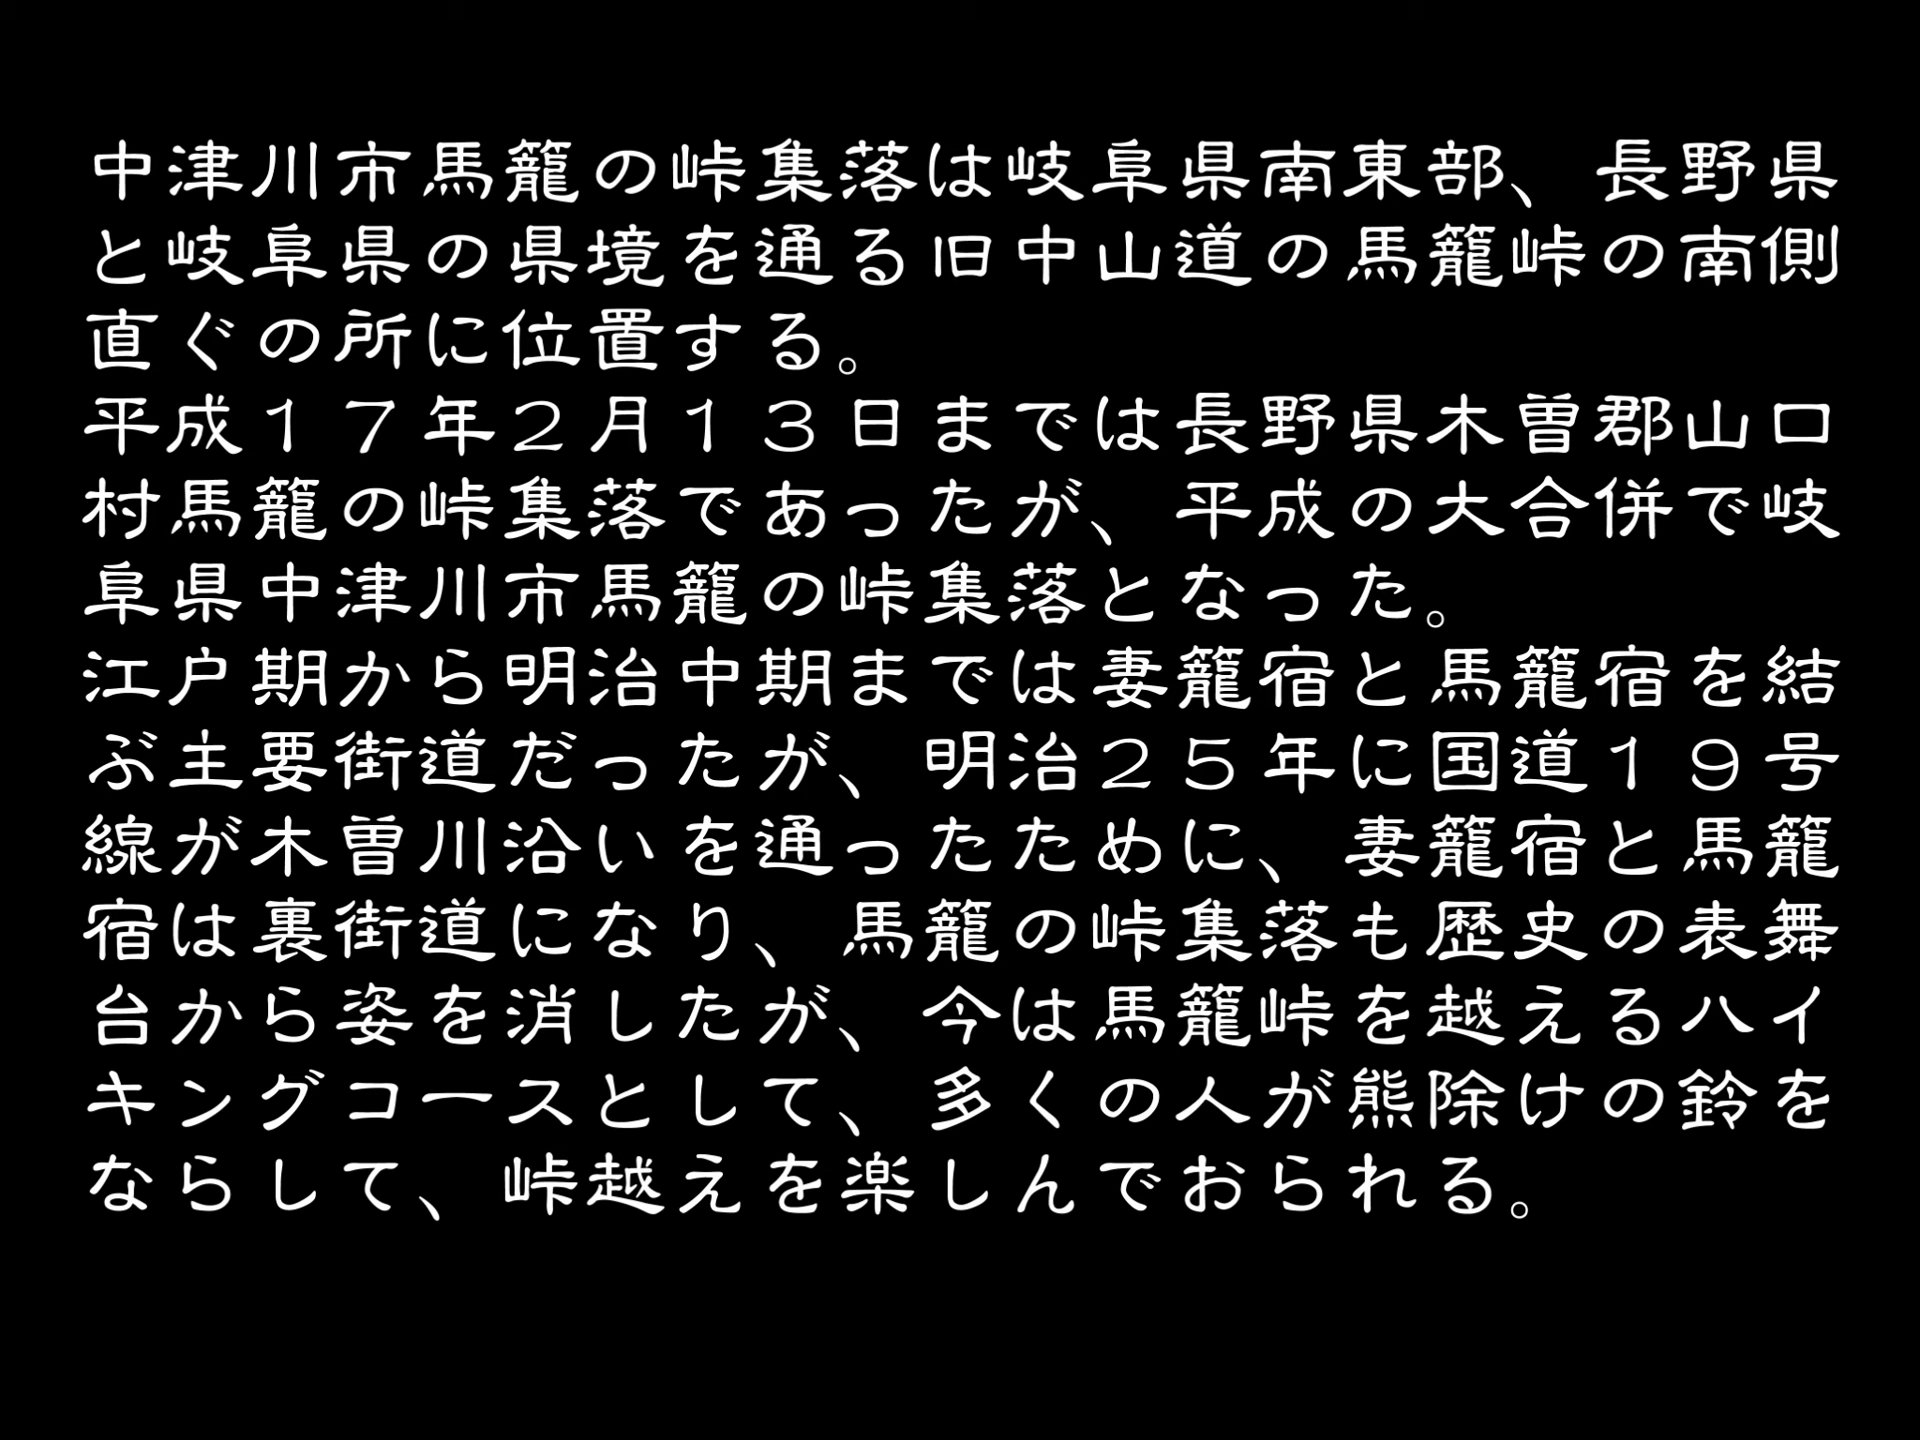 中津川市馬籠の峠集落は岐阜県南東部、長野県
と岐阜県の県境を通る旧中山道の馬籠峠の南側
直ぐの所に位置する。
平成１７年２月１３日までは長野県木曽郡山口
村馬籠の峠集落であったが、平成の大合併で岐
阜県中津川市馬籠の峠集落となった。
江戸期から明治中期までは妻籠宿と馬籠宿を結
ぶ主要街道だったが、明治２５年に国道１９号
線が木曽川沿いを通ったために、妻籠宿と馬籠
宿は裏街道になり、馬籠の峠集落も歴史の表舞
台から姿を消したが、今は馬籠峠を越えるハイ
キングコースとして、多くの人が熊除けの鈴を
ならして、峠越えを楽しんでおられる。